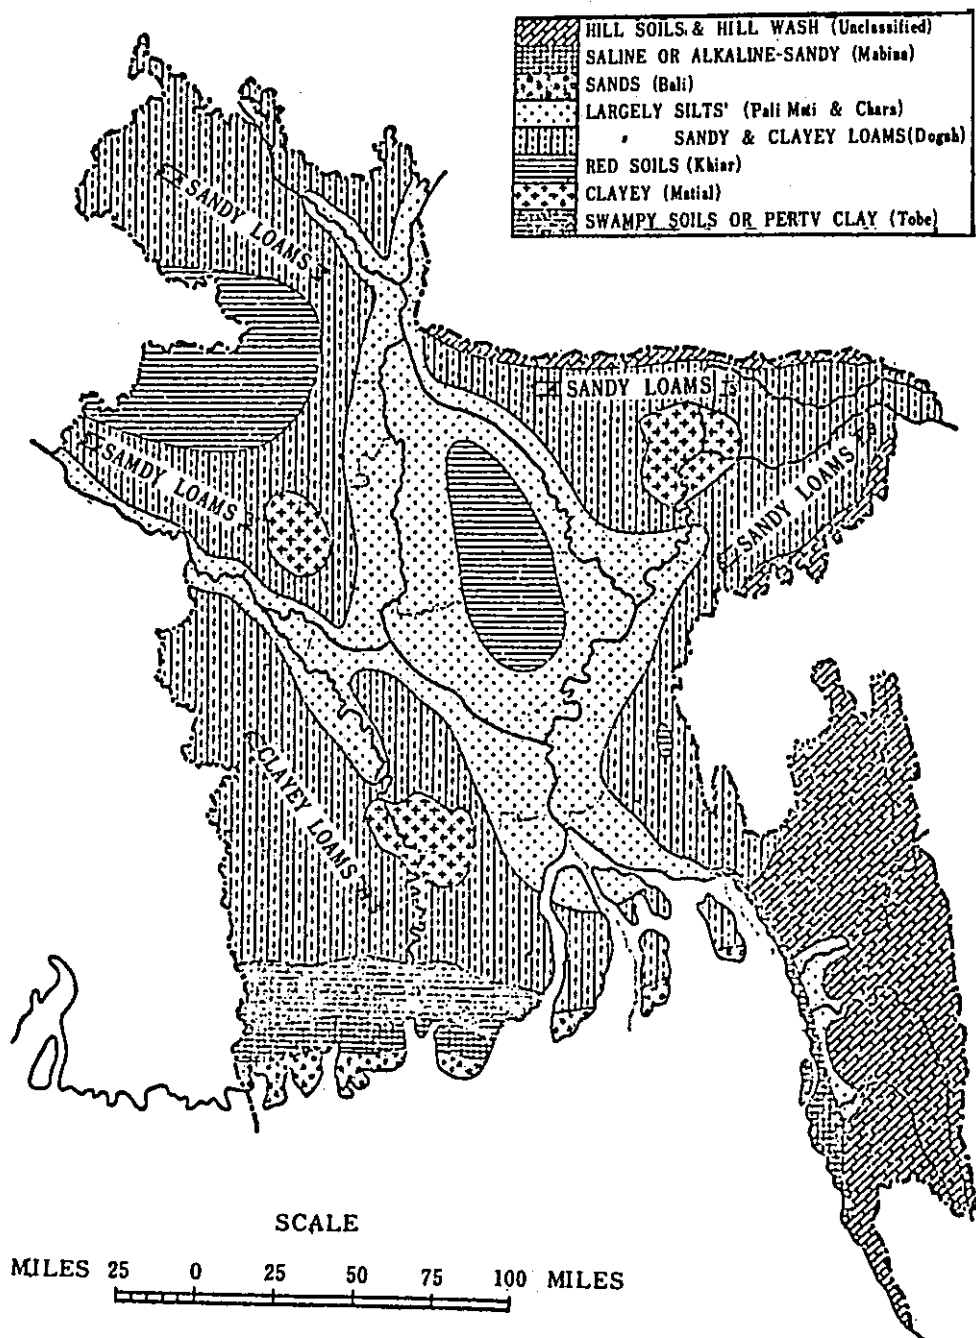 HILL SOILS & HILL WASH (Unclassified)
SALINE OR ALKALINE-SANDY (Mabina)
SANDS (Bali)
LARGELY SILTS' (Pali Mati & Chars)
" SANDY & CLAYEY LOAMS (Dogah)
RED SOILS (Khiar)
CLAYEY (Matial)
SWAMPY SOILS OR PERTV CLAY (Tobe)
SANDY LOAMS
SANDY LOAMS
SAMDY LOAMS
SANDY LOAMS
CLAYEY LOAMS
SCALE
MILES 25 0 25 50 75 100 MILES